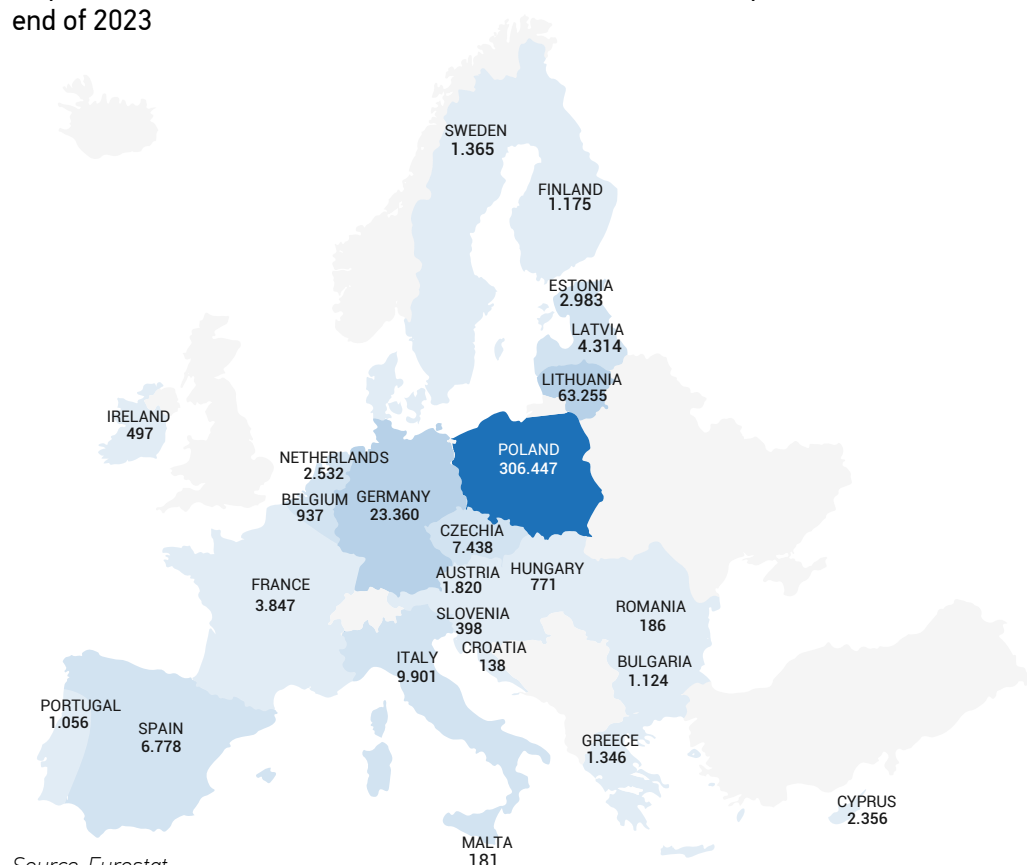 end of 2023
SWEDEN
1.365
FINLAND
1.175
ESTONIA
2.983
LATVIA
4.314
LITHUANIA
63.255
IRELAND
497
POLAND
306.447
NETHERLANDS
2.532
BELGIUM
937
GERMANY
23.360
CZECHIA
7.438
AUSTRIA
1.820
HUNGARY
771
FRANCE
3.847
SLOVENIA
398
ROMANIA
186
CROATIA
138
ITALY
9.901
BULGARIA
1.124
PORTUGAL
1.056
SPAIN
6.778
GREECE
1.346
CYPRUS
2.356
MALTA
181
Source Eurostat